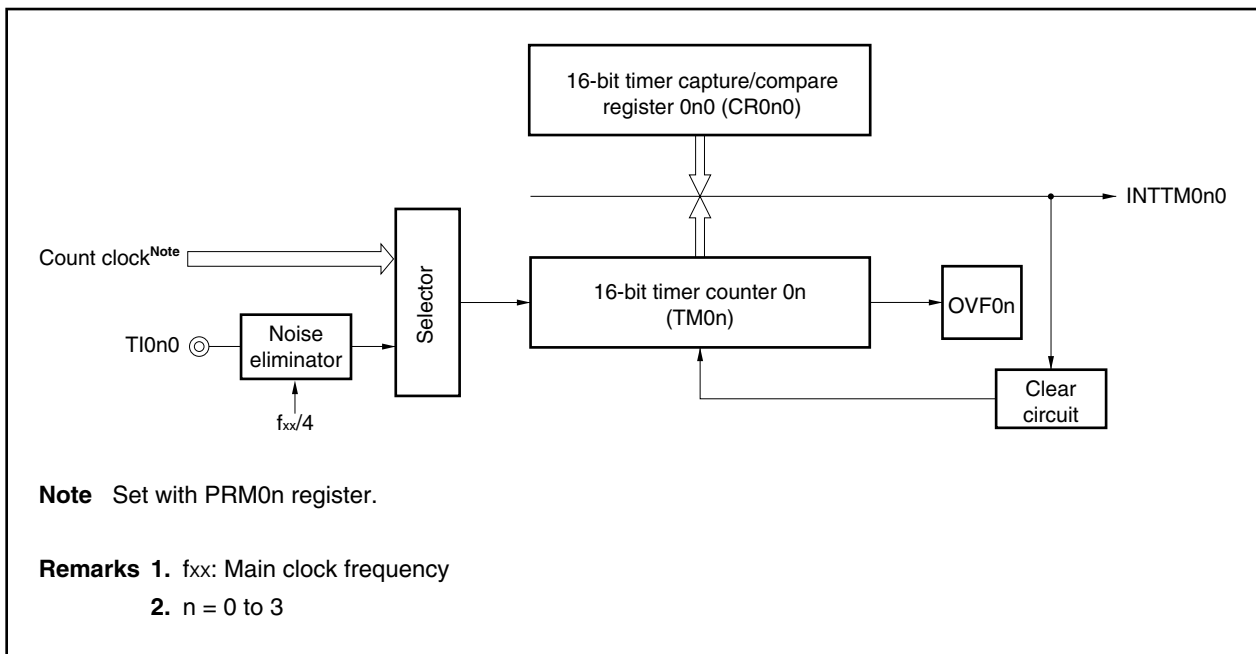 16-bit timer capture/compare
register 0n0 (CR0n0)
INTTM0n0
Count clockNote
Selector
16-bit timer counter 0n
(TM0n)
OVF0n
TI0n0
Noise
eliminator
fxx/4
Clear
circuit
Note Set with PRM0n register.
Remarks 1. fxx: Main clock frequency
2. n = 0 to 3